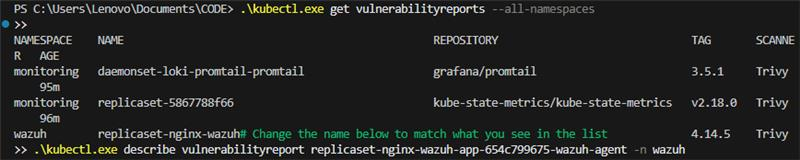 PS C:\Users\Lenovo\Documents\CODE> .\kubectl.exe get vulnerabilityreports --all-namespaces
>>
NAMESPACE NAME REPOSITORY TAG SCANNE
R AGE
monitoring daemonset-loki-promtail-promtail grafana/promtail 3.5.1 Trivy
95m
monitoring replicaset-5867788f66 kube-state-metrics/kube-state-metrics v2.18.0 Trivy
96m
wazuh replicaset-nginx-wazuh# Change the name below to match what you see in the list 4.14.5 Trivy
>> .\kubectl.exe describe vulnerabilityreport replicaset-nginx-wazuh-app-654c799675-wazuh-agent -n wazuh